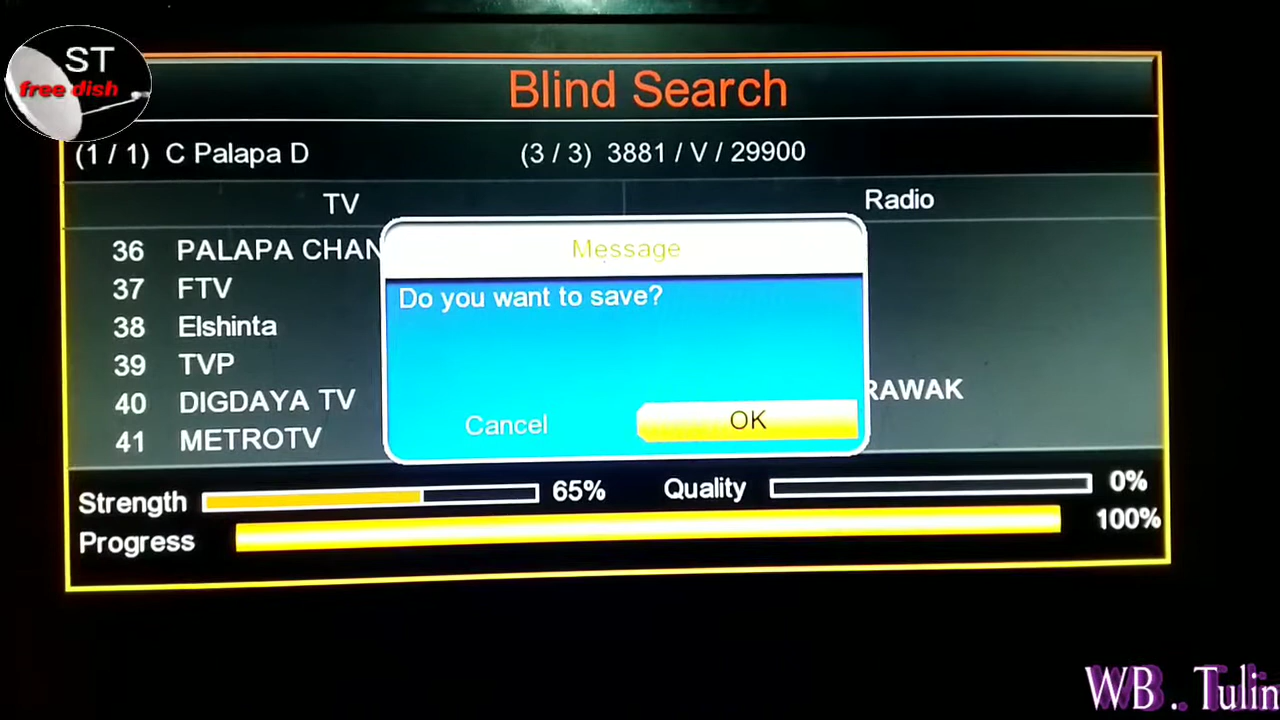 ST
free dish
Blind Search
(1 / 1) C Palapa D (3 / 3) 3881 / V / 29900
TV Radio
36 PALAPA CHAN
37 FTV
38 Elshinta
39 TVP
40 DIGDAYA TV RAWAK
41 METROTV
Message
Do you want to save?
Cancel OK
Strength 65% Quality 0%
Progress 100%
WB .. Tulin